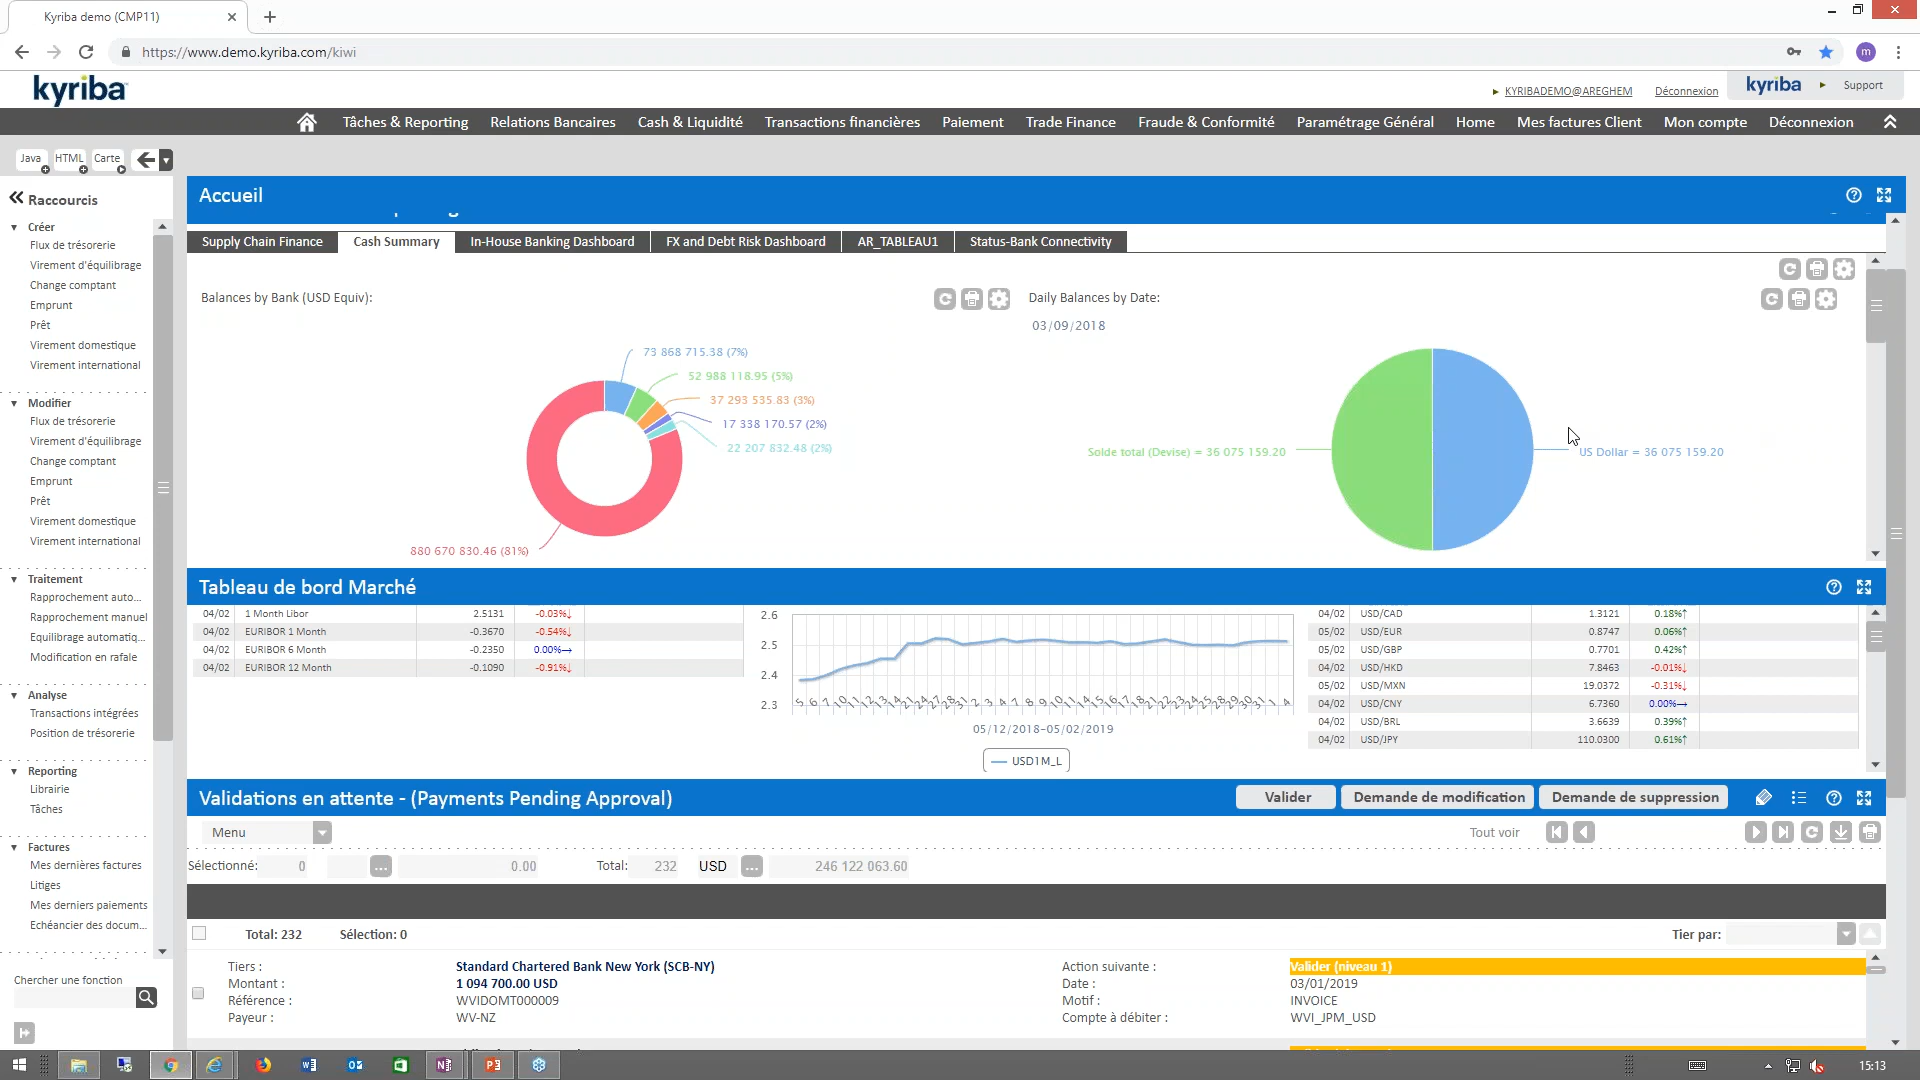 Kyriba demo (CMP11)
https://www.demo.kyriba.com/kiwi
m
kyriba
KYRIBADEMO@AREGHEM
Déconnexion
kyriba
Support
Tâches & Reporting
Relations Bancaires
Cash & Liquidité
Transactions financières
Paiement
Trade Finance
Fraude & Conformité
Paramétrage Général
Home
Mes factures Client
Mon compte
Déconnexion
Java
HTML
Carte
Raccourcis
Créer
Flux de trésorerie
Virement d'équilibrage
Change comptant
Emprunt
Prêt
Virement domestique
Virement international
Modifier
Flux de trésorerie
Virement d'équilibrage
Change comptant
Emprunt
Prêt
Virement domestique
Virement international
Traitement
Rapprochement auto...
Rapprochement manuel
Equilibrage automatiq...
Modification en rafale
Analyse
Transactions intégrées
Position de trésorerie
Reporting
Librairie
Tâches
Factures
Mes dernières factures
Litiges
Mes derniers paiements
Echéancier des docum...
Chercher une fonction
Accueil
Supply Chain Finance
Cash Summary
In-House Banking Dashboard
FX and Debt Risk Dashboard
AR_TABLEAU1
Status-Bank Connectivity
Balances by Bank (USD Equiv):
73 868 715.38 (7%)
52 988 118.95 (5%)
37 293 535.83 (3%)
17 338 170.57 (2%)
22 207 832.48 (2%)
880 670 830.46 (81%)
Daily Balances by Date:
03/09/2018
Solde total (Devise) = 36 075 159.20
US Dollar = 36 075 159.20
Tableau de bord Marché
04/02 1 Month Libor 2.5131 -0.03%↓
04/02 EURIBOR 1 Month -0.3670 -0.54%↓
04/02 EURIBOR 6 Month -0.2350 0.00%→
04/02 EURIBOR 12 Month -0.1090 -0.91%↓
2.6
2.5
2.4
2.3
05/12/2018-05/02/2019
USD1M_L
04/02 USD/CAD 1.3121 0.18%↑
05/02 USD/EUR 0.8747 0.06%↑
05/02 USD/GBP 0.7701 0.42%↑
04/02 USD/HKD 7.8463 -0.01%↓
05/02 USD/MXN 19.0372 -0.31%↓
04/02 USD/CNY 6.7360 0.00%→
04/02 USD/BRL 3.6639 0.39%↑
04/02 USD/JPY 110.0300 0.61%↑
Validations en attente - (Payments Pending Approval)
Valider
Demande de modification
Demande de suppression
Menu
Tout voir
Sélectionné: 0 ... 0.00 Total: 232 USD ... 246 122 063.60
Total: 232 Sélection: 0
Tier par:
Tiers : Standard Chartered Bank New York (SCB-NY)
Montant : 1 094 700.00 USD
Référence : WVIDOMT000009
Payeur : WV-NZ
Action suivante : Valider (niveau 1)
Date : 03/01/2019
Motif : INVOICE
Compte à débiter : WVI_JPM_USD
15:13